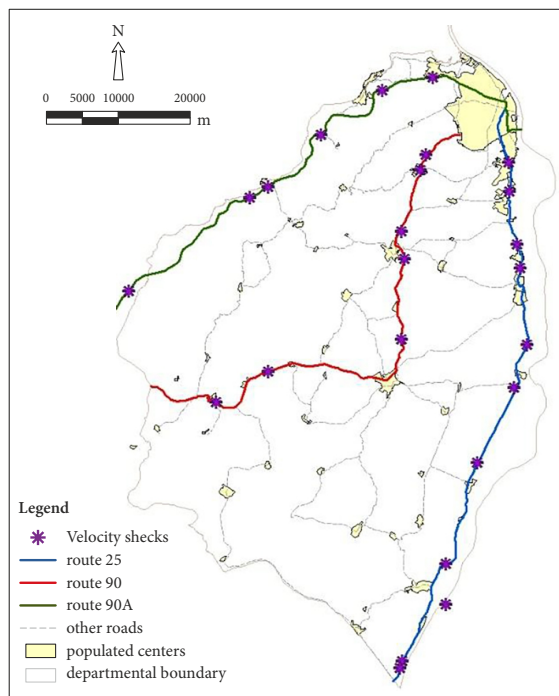 N
0 5000 10000 20000
m
Legend
Velocity shecks
route 25
route 90
route 90A
other roads
populated centers
departmental boundary